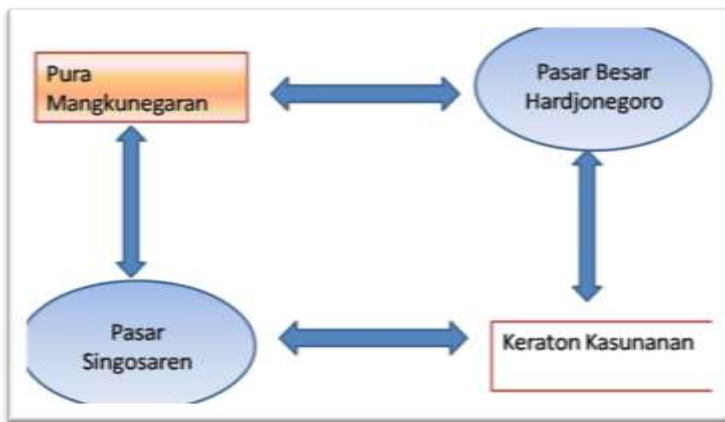 Pura
Mangkunegaran
Pasar Besar
Hardjonegoro
Pasar
Singosaren
Keraton Kasunanan